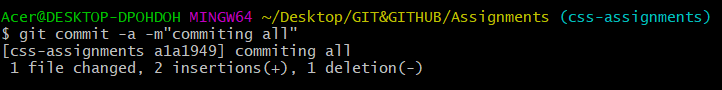 Acer@DESKTOP-DPOHDOH MINGW64 ~/Desktop/GIT&GITHUB/Assignments (css-assignments)
$ git commit -a -m"commiting all"
[css-assignments a1a1949] commiting all
 1 file changed, 2 insertions(+), 1 deletion(-)